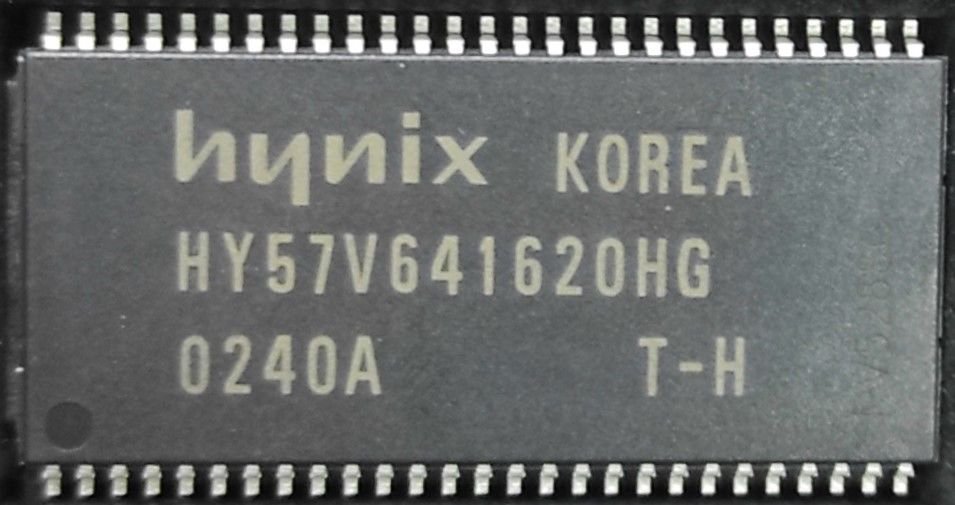 hynix KOREA
HY57V641620HG
0240A T-H